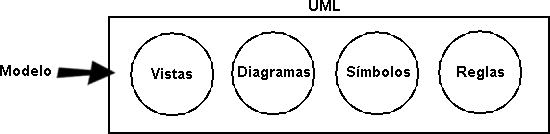 UML
Modelo
Vistas
Diagramas
Símbolos
Reglas